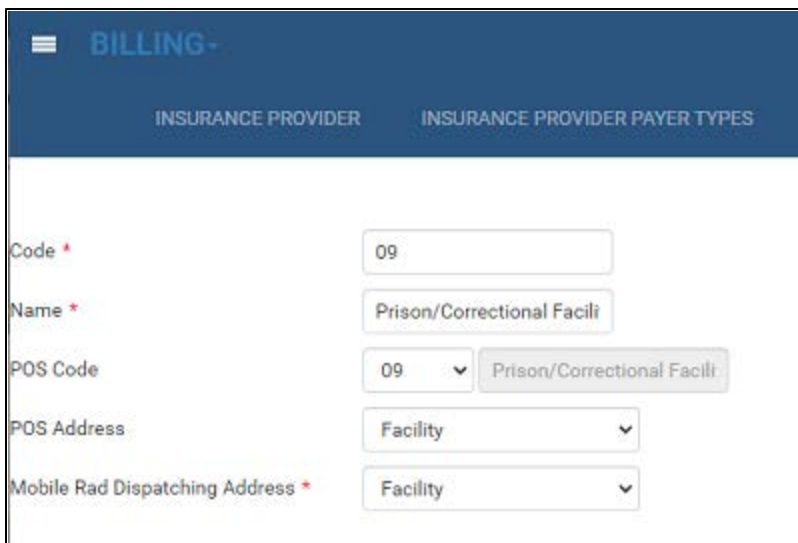 BILLING-
INSURANCE PROVIDER INSURANCE PROVIDER PAYER TYPES
Code * 09
Name * Prison/Correctional Facili
POS Code 09 Prison/Correctional Facili
POS Address Facility
Mobile Rad Dispatching Address * Facility